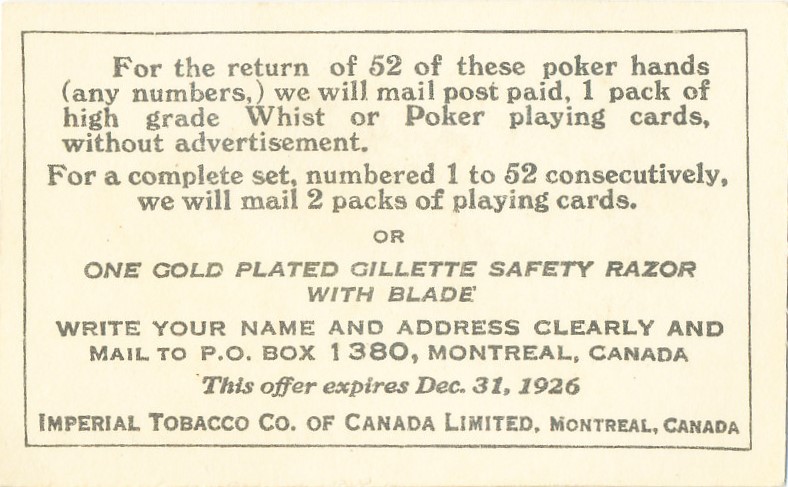 For the return of 52 of these poker hands
(any numbers,) we will mail post paid, 1 pack of
high grade Whist or Poker playing cards,
without advertisement.
For a complete set, numbered 1 to 52 consecutively,
we will mail 2 packs of playing cards.
OR
ONE GOLD PLATED GILLETTE SAFETY RAZOR
WITH BLADE
WRITE YOUR NAME AND ADDRESS CLEARLY AND
MAIL TO P.O. BOX 1380, MONTREAL, CANADA
This offer expires Dec. 31, 1926
IMPERIAL TOBACCO CO. OF CANADA LIMITED, MONTREAL, CANADA